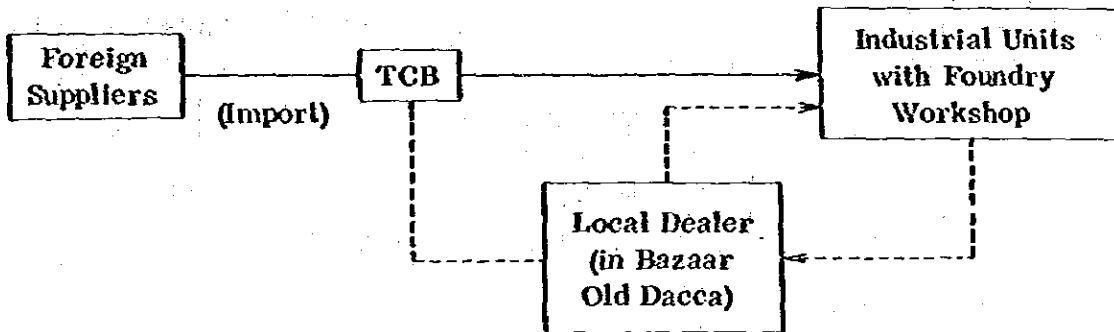 Foreign
Suppliers
(Import)
TCB
Industrial Units
with Foundry
Workshop
Local Dealer
(in Bazaar
Old Dacca)